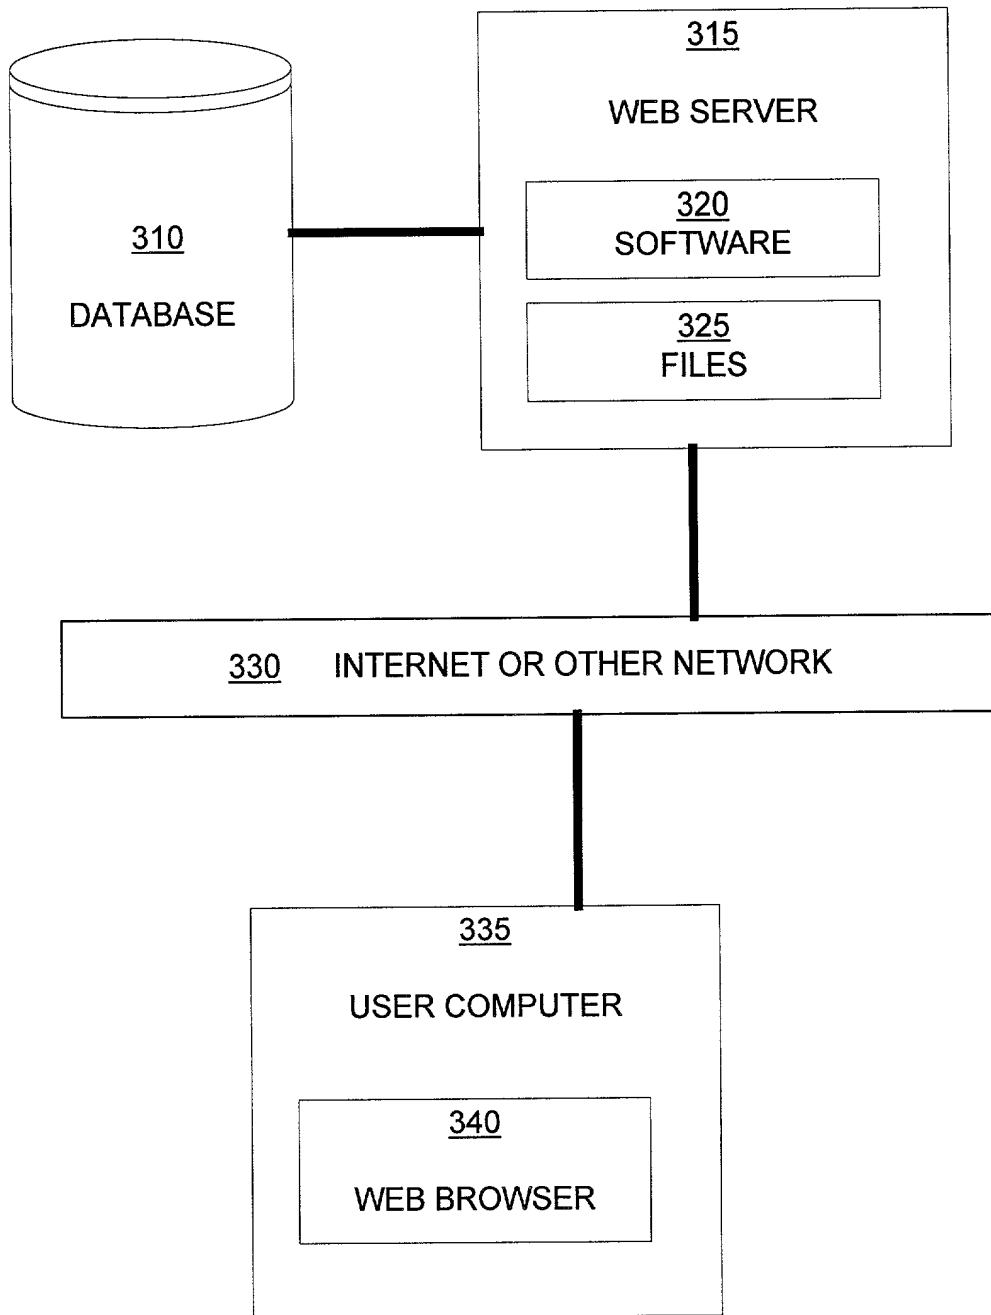 315
WEB SERVER
320
SOFTWARE
310
325
DATABASE
FILES
330 INTERNET OR OTHER NETWORK
335
USER COMPUTER
340
WEB BROWSER